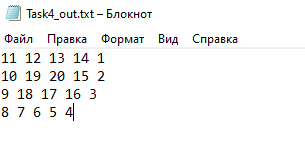 Task4_out.txt – Блокнот
Файл Правка Формат Вид Справка
11 12 13 14 1
10 19 20 15 2
9 18 17 16 3
8 7 6 5 4